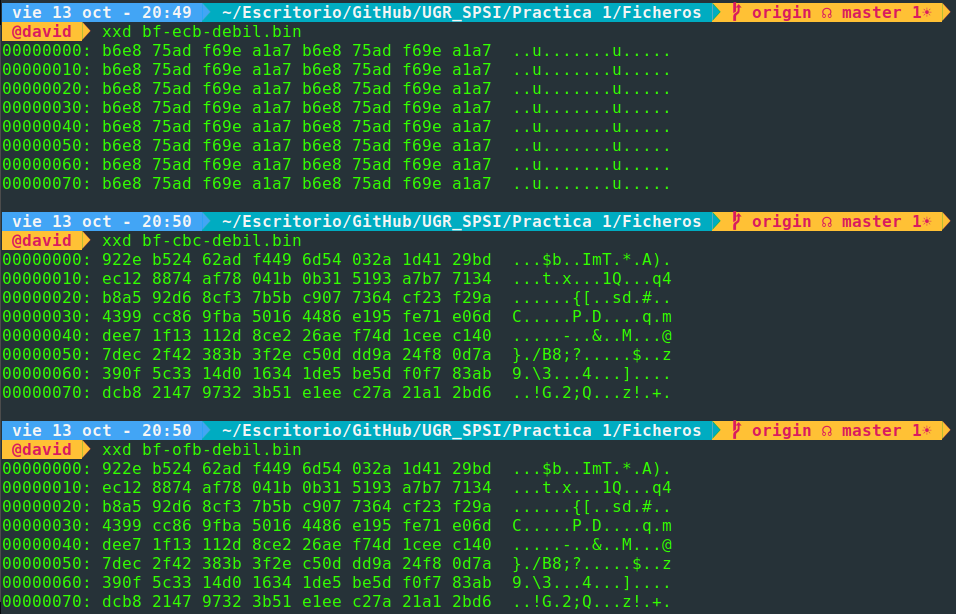 vie 13 oct - 20:49 ~/Escritorio/GitHub/UGR_SPSI/Practica 1/Ficheros origin ☊ master 1☀
@david xxd bf-ecb-debil.bin
00000000: b6e8 75ad f69e a1a7 b6e8 75ad f69e a1a7  ..u.......u.....
00000010: b6e8 75ad f69e a1a7 b6e8 75ad f69e a1a7  ..u.......u.....
00000020: b6e8 75ad f69e a1a7 b6e8 75ad f69e a1a7  ..u.......u.....
00000030: b6e8 75ad f69e a1a7 b6e8 75ad f69e a1a7  ..u.......u.....
00000040: b6e8 75ad f69e a1a7 b6e8 75ad f69e a1a7  ..u.......u.....
00000050: b6e8 75ad f69e a1a7 b6e8 75ad f69e a1a7  ..u.......u.....
00000060: b6e8 75ad f69e a1a7 b6e8 75ad f69e a1a7  ..u.......u.....
00000070: b6e8 75ad f69e a1a7 b6e8 75ad f69e a1a7  ..u.......u.....
vie 13 oct - 20:50 ~/Escritorio/GitHub/UGR_SPSI/Practica 1/Ficheros origin ☊ master 1☀
@david xxd bf-cbc-debil.bin
00000000: 922e b524 62ad f449 6d54 032a 1d41 29bd  ...$b..ImT.*.A).
00000010: ec12 8874 af78 041b 0b31 5193 a7b7 7134  ...t.x...1Q...q4
00000020: b8a5 92d6 8cf3 7b5b c907 7364 cf23 f29a  ......{[..sd.#..
00000030: 4399 cc86 9fba 5016 4486 e195 fe71 e06d  C.....P.D....q.m
00000040: dee7 1f13 112d 8ce2 26ae f74d 1cee c140  .....-..&..M...@
00000050: 7dec 2f42 383b 3f2e c50d dd9a 24f8 0d7a  }./B8;?.....$..z
00000060: 390f 5c33 14d0 1634 1de5 be5d f0f7 83ab  9.\3...4...]....
00000070: dcb8 2147 9732 3b51 e1ee c27a 21a1 2bd6  ..!G.2;Q...z!.+.
vie 13 oct - 20:50 ~/Escritorio/GitHub/UGR_SPSI/Practica 1/Ficheros origin ☊ master 1☀
@david xxd bf-ofb-debil.bin
00000000: 922e b524 62ad f449 6d54 032a 1d41 29bd  ...$b..ImT.*.A).
00000010: ec12 8874 af78 041b 0b31 5193 a7b7 7134  ...t.x...1Q...q4
00000020: b8a5 92d6 8cf3 7b5b c907 7364 cf23 f29a  ......{[..sd.#..
00000030: 4399 cc86 9fba 5016 4486 e195 fe71 e06d  C.....P.D....q.m
00000040: dee7 1f13 112d 8ce2 26ae f74d 1cee c140  .....-..&..M...@
00000050: 7dec 2f42 383b 3f2e c50d dd9a 24f8 0d7a  }./B8;?.....$..z
00000060: 390f 5c33 14d0 1634 1de5 be5d f0f7 83ab  9.\3...4...]....
00000070: dcb8 2147 9732 3b51 e1ee c27a 21a1 2bd6  ..!G.2;Q...z!.+.